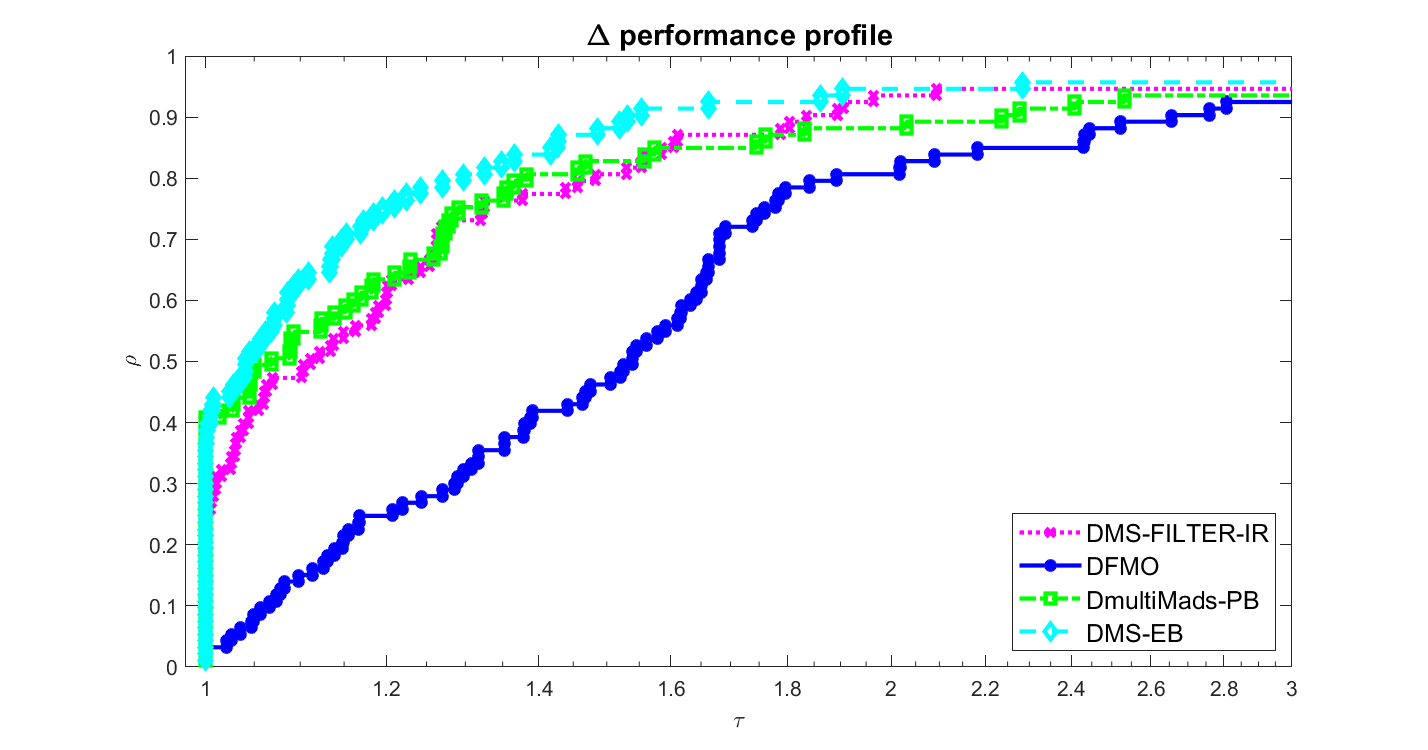 Δ performance profile
1
0.9
0.8
0.7
0.6
0.5
0.4
0.3
0.2
0.1
0
ρ
1 1.2 1.4 1.6 1.8 2 2.2 2.4 2.6 2.8 3
τ
DMS-FILTER-IR
DFMO
DmultiMads-PB
DMS-EB